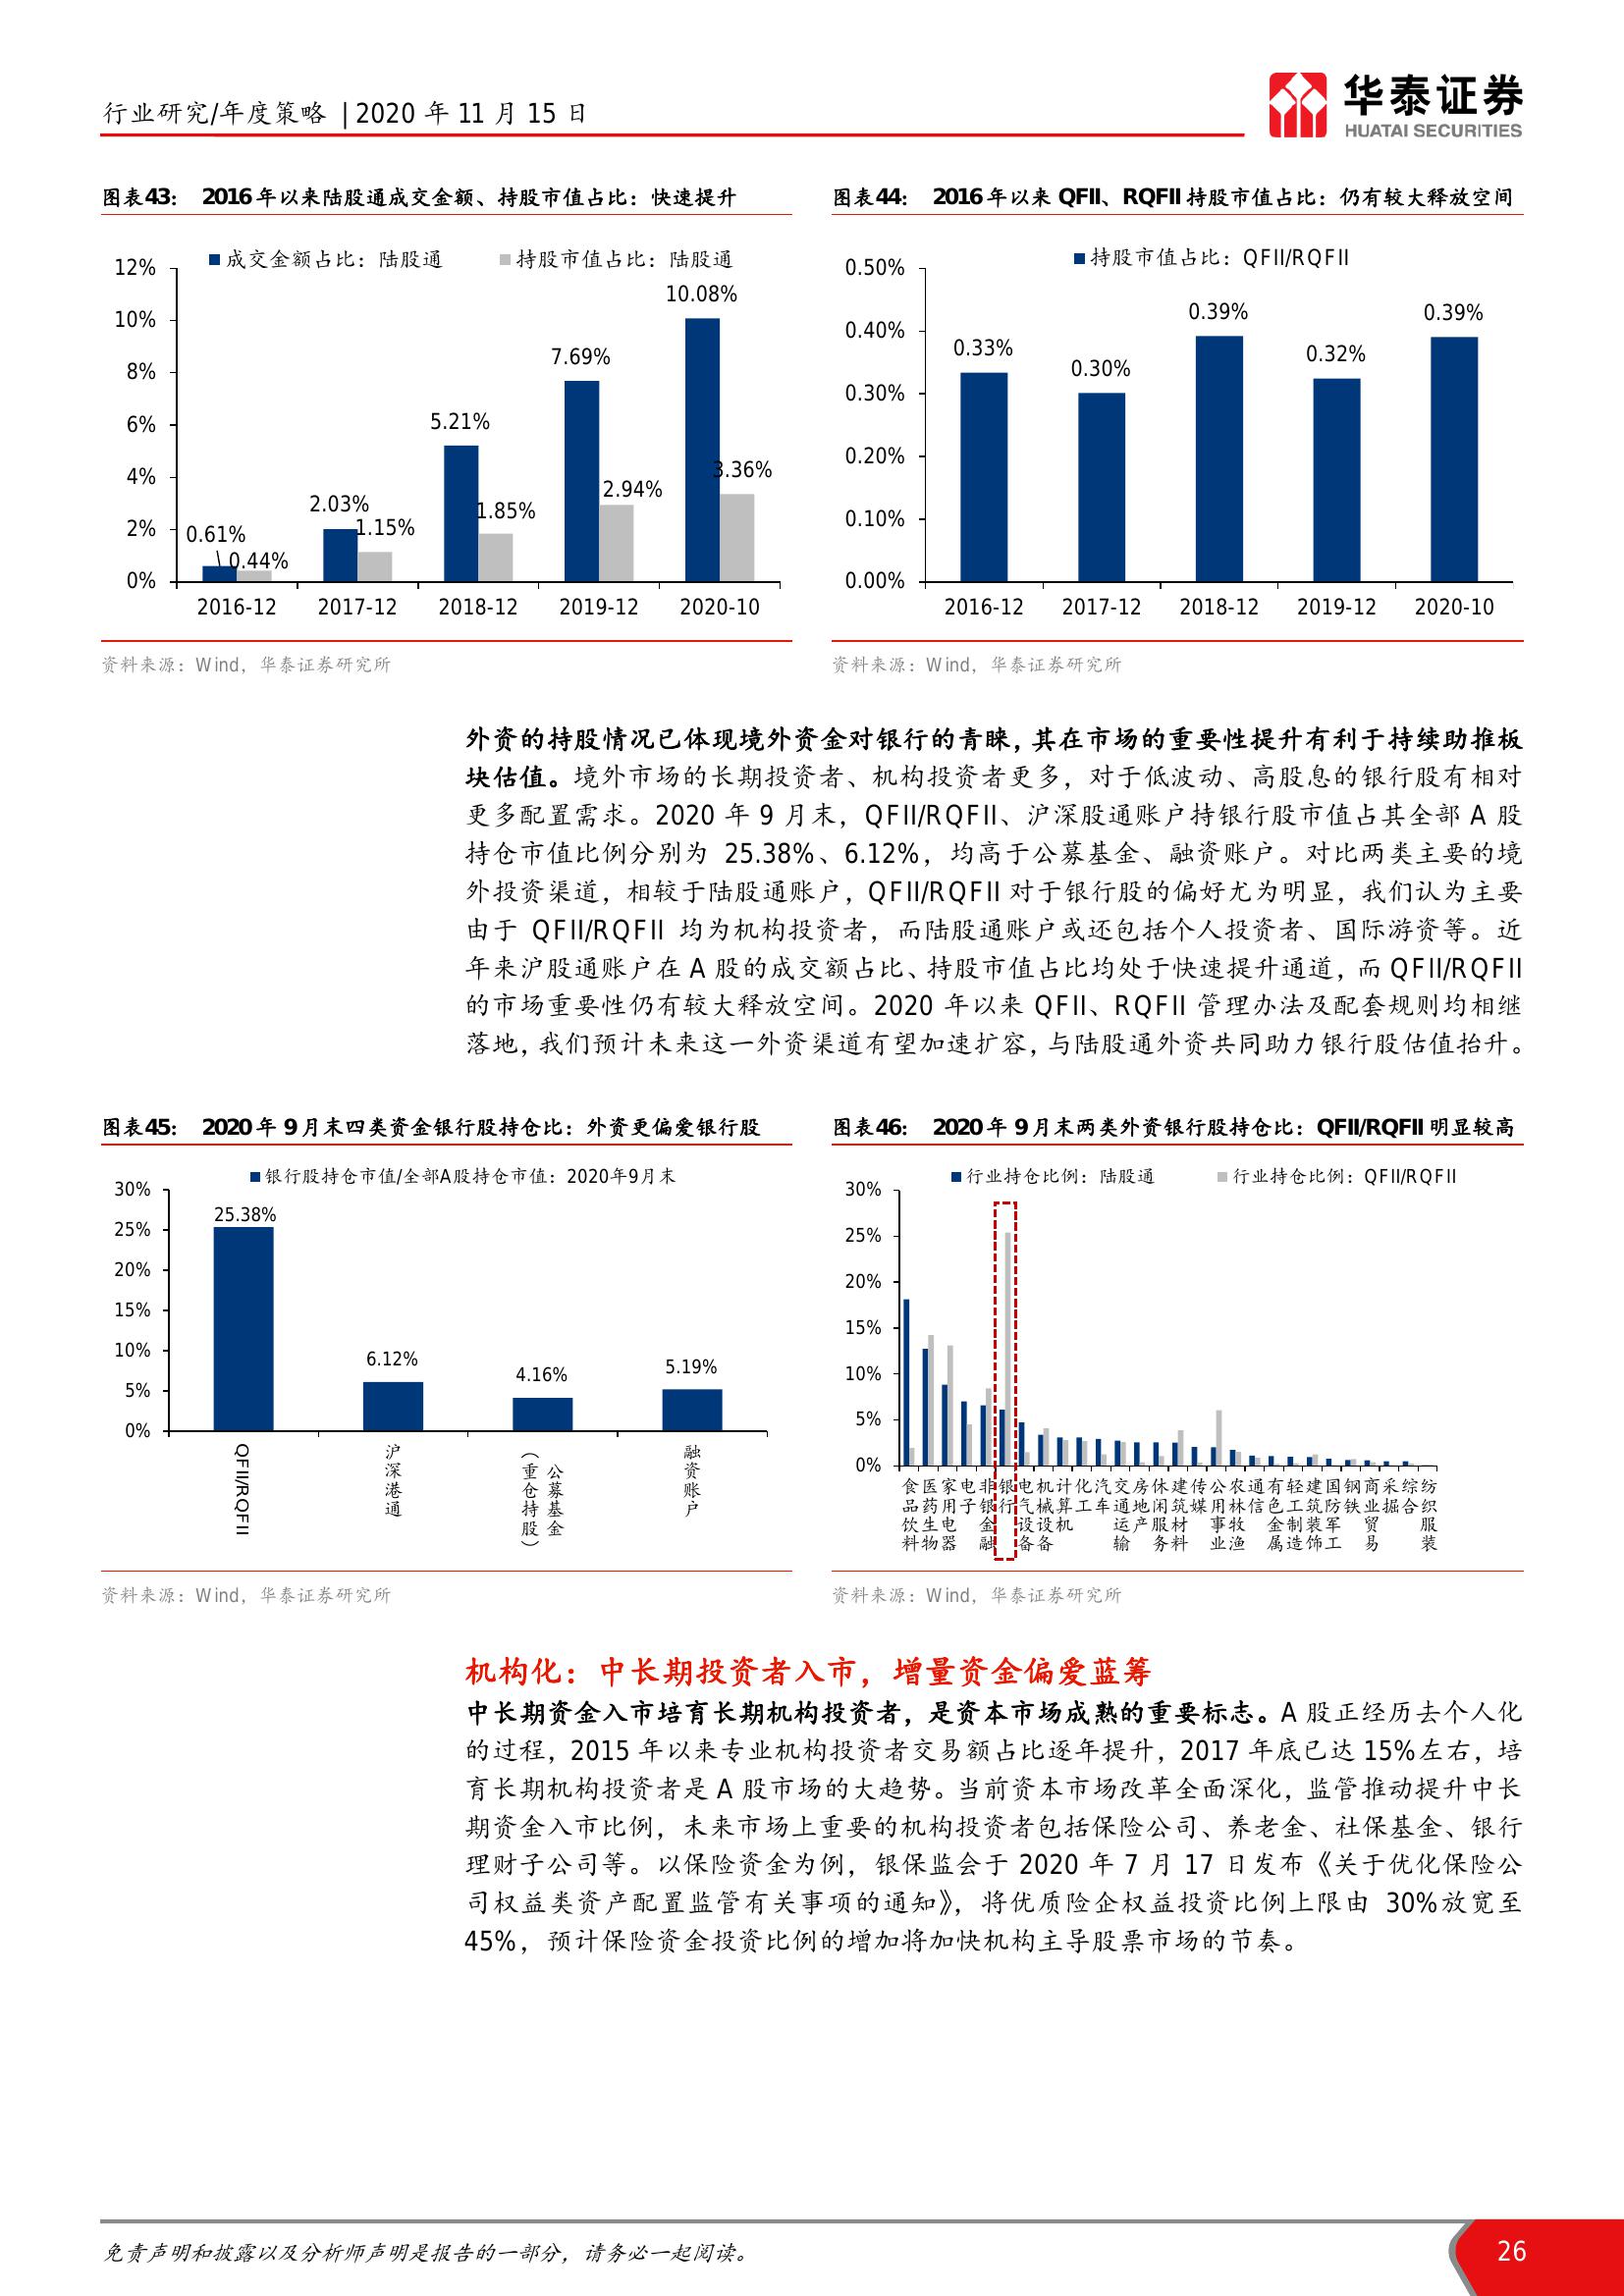 行业研究/年度策略 | 2020 年 11 月 15 日
华泰证券
HUATAI SECURITIES
图表43： 2016 年以来陆股通成交金额、持股市值占比：快速提升
成交金额占比：陆股通 持股市值占比：陆股通
12%
10%
8%
6%
4%
2%
0%
0.61%
0.44%
2.03%
1.15%
5.21%
1.85%
7.69%
2.94%
10.08%
3.36%
2016-12 2017-12 2018-12 2019-12 2020-10
资料来源：Wind，华泰证券研究所
图表44： 2016 年以来 QFII、RQFII 持股市值占比：仍有较大释放空间
持股市值占比：QFII/RQFII
0.50%
0.40%
0.30%
0.20%
0.10%
0.00%
0.33%
0.30%
0.39%
0.32%
0.39%
2016-12 2017-12 2018-12 2019-12 2020-10
资料来源：Wind，华泰证券研究所
外资的持股情况已体现境外资金对银行的青睐，其在市场的重要性提升有利于持续助推板
块估值。境外市场的长期投资者、机构投资者更多，对于低波动、高股息的银行股有相对
更多配置需求。2020 年 9 月末，QFII/RQFII、沪深股通账户持银行股市值占其全部 A 股
持仓市值比例分别为 25.38%、6.12%，均高于公募基金、融资账户。对比两类主要的境
外投资渠道，相较于陆股通账户，QFII/RQFII 对于银行股的偏好尤为明显，我们认为主要
由于 QFII/RQFII 均为机构投资者，而陆股通账户或还包括个人投资者、国际游资等。近
年来沪股通账户在 A 股的成交额占比、持股市值占比均处于快速提升通道，而 QFII/RQFII
的市场重要性仍有较大释放空间。2020 年以来 QFII、RQFII 管理办法及配套规则均相继
落地，我们预计未来这一外资渠道有望加速扩容，与陆股通外资共同助力银行股估值抬升。
图表45： 2020 年 9 月末四类资金银行股持仓比：外资更偏爱银行股
银行股持仓市值/全部A股持仓市值：2020年9月末
30%
25%
20%
15%
10%
5%
0%
25.38%
6.12%
4.16%
5.19%
QFII/RQFII
沪深港通
公募基金
（重仓持股）
融资账户
资料来源：Wind，华泰证券研究所
图表46： 2020 年 9 月末两类外资银行股持仓比：QFII/RQFII 明显较高
行业持仓比例：陆股通 行业持仓比例：QFII/RQFII
30%
25%
20%
15%
10%
5%
0%
食品饮料
医药生物
家用电器
电子
非银金融
银行
电气设备
机械设备
计算机
化工
汽车
交通运输
房地产
休闲服务
建筑材料
传媒
公用事业
农林牧渔
通信
有色金属
轻工制造
建筑装饰
国防军工
钢铁
商业贸易
采掘
综合
纺织服装
资料来源：Wind，华泰证券研究所
机构化：中长期投资者入市，增量资金偏爱蓝筹
中长期资金入市培育长期机构投资者，是资本市场成熟的重要标志。A 股正经历去个人化
的过程，2015 年以来专业机构投资者交易额占比逐年提升，2017 年底已达 15%左右，培
育长期机构投资者是 A 股市场的大趋势。当前资本市场改革全面深化，监管推动提升中长
期资金入市比例，未来市场上重要的机构投资者包括保险公司、养老金、社保基金、银行
理财子公司等。以保险资金为例，银保监会于 2020 年 7 月 17 日发布《关于优化保险公
司权益类资产配置监管有关事项的通知》，将优质险企权益投资比例上限由 30%放宽至
45%，预计保险资金投资比例的增加将加快机构主导股票市场的节奏。
免责声明和披露以及分析师声明是报告的一部分，请务必一起阅读。
26